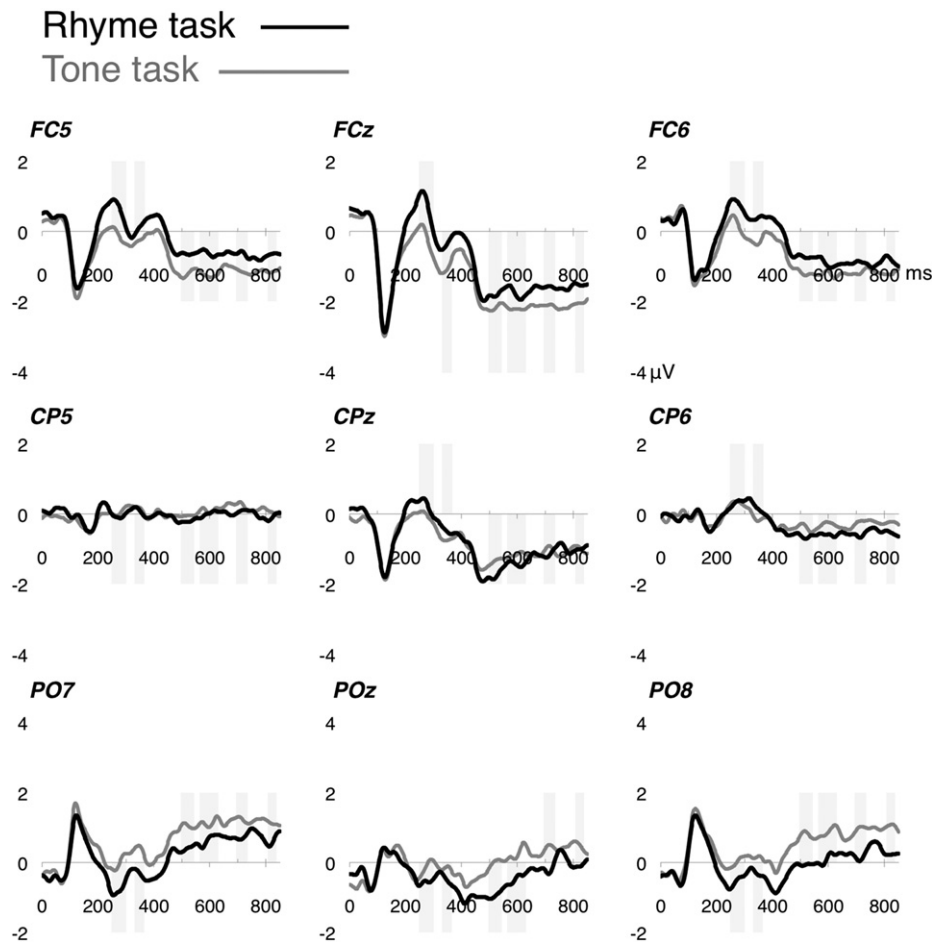 Rhyme task
Tone task
FC5 FCz FC6
2 2 2
0 0 0
0 200 400 600 800 0 200 400 600 800 0 200 400 600 800 ms
-2 -2 -2
-4 -4 -4 μV
CP5 CPz CP6
2 2 2
0 0 0
0 200 400 600 800 0 200 400 600 800 0 200 400 600 800
-2 -2 -2
-4 -4 -4
PO7 POz PO8
4 4 4
2 2 2
0 0 0
0 200 400 600 800 0 200 400 600 800 0 200 400 600 800
-2 -2 -2